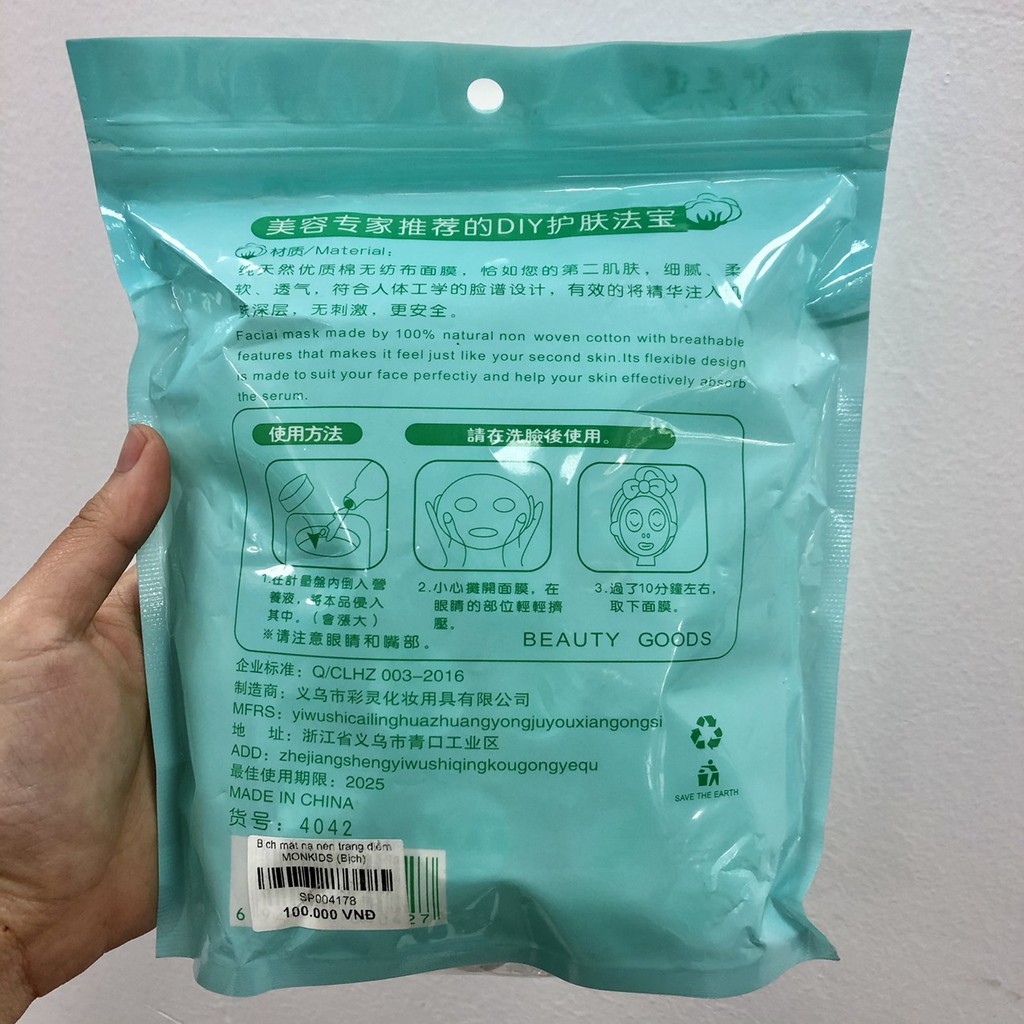 美容专家推荐的DIY护肤法宝
材质/Material:
纯天然优质棉无纺布面膜，恰如您的第二肌肤，细腻、柔
软、透气，符合人体工学的脸谱设计，有效的将精华注入肌
肤深层，无刺激，更安全。
Faciai mask made by 100% natural non woven cotton with breathable
features that makes it feel just like your second skin.Its flexible design
is made to suit your face perfectiy and help your skin effectively absorb
the serum.
使用方法
請在洗臉後使用。
1.在計量盤内倒入營
養液，將本品侵入
其中。（會漲大）
2.小心攤開面膜，在
眼睛的部位輕輕擠
壓。
3.過了10分鐘左右，
取下面膜。
※请注意眼睛和嘴部。
BEAUTY GOODS
企业标准：Q/CLHZ 003-2016
制造商：义乌市彩灵化妆用具有限公司
MFRS: yiwushicailinghuazhuangyongjuyouxiangongsi
地 址：浙江省义乌市青口工业区
ADD: zhejiangshengyiwushiqingkougongyequ
最佳使用期限：2025
MADE IN CHINA
货号：4042
SAVE THE EARTH
Bịch mặt nạ nén trang điểm
MONKIDS (Bịch)
SP004178
100.000 VNĐ
6
27